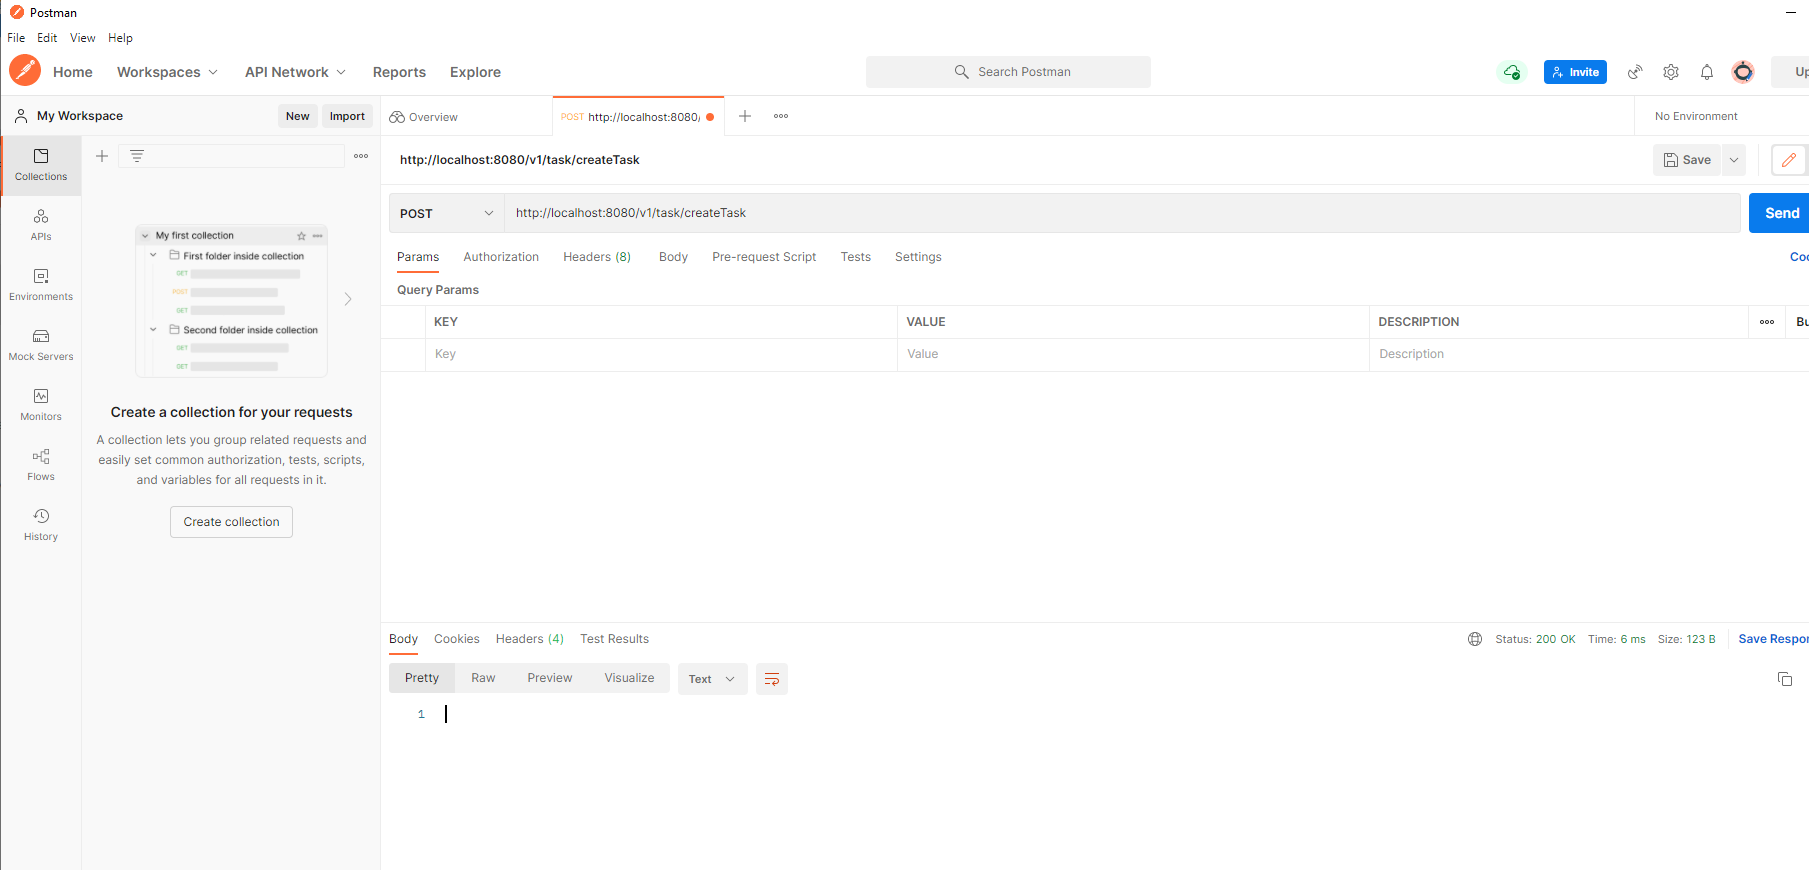 Postman
File Edit View Help
Home Workspaces API Network Reports Explore
Search Postman
Invite
My Workspace New Import
Overview
POST http://localhost:8080/
No Environment
http://localhost:8080/v1/task/createTask
Save
POST http://localhost:8080/v1/task/createTask
Send
Params Authorization Headers (8) Body Pre-request Script Tests Settings
Query Params
KEY VALUE DESCRIPTION
Key Value Description
Collections
APIs
Environments
Mock Servers
Monitors
Flows
History
My first collection
First folder inside collection
GET
POST
GET
Second folder inside collection
GET
GET
Create a collection for your requests
A collection lets you group related requests and
easily set common authorization, tests, scripts,
and variables for all requests in it.
Create collection
Body Cookies Headers (4) Test Results
Status: 200 OK Time: 6 ms Size: 123 B Save Respor
Pretty Raw Preview Visualize Text
1